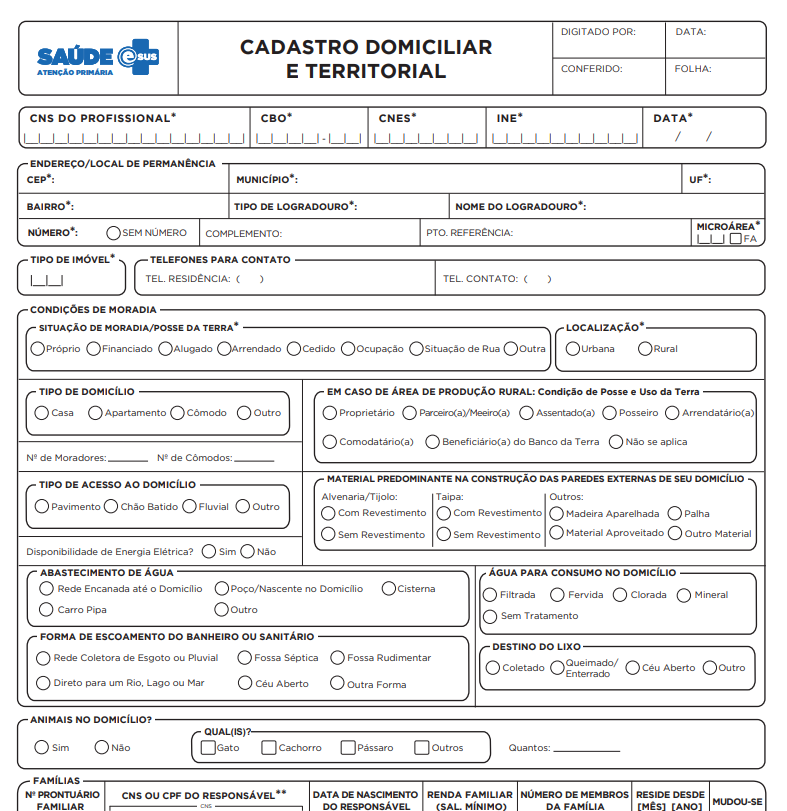 SAÚDE e SUS
ATENÇÃO PRIMÁRIA
CADASTRO DOMICILIAR
E TERRITORIAL
DIGITADO POR: DATA:
CONFERIDO: FOLHA:
CNS DO PROFISSIONAL* CBO* CNES* INE* DATA*
/ /
ENDEREÇO/LOCAL DE PERMANÊNCIA
CEP*: MUNICÍPIO*: UF*:
BAIRRO*: TIPO DE LOGRADOURO*: NOME DO LOGRADOURO*:
NÚMERO*: SEM NÚMERO COMPLEMENTO: PTO. REFERÊNCIA: MICROÁREA*
FA
TIPO DE IMÓVEL* TELEFONES PARA CONTATO
TEL. RESIDÊNCIA: ( ) TEL. CONTATO: ( )
CONDIÇÕES DE MORADIA
SITUAÇÃO DE MORADIA/POSSE DA TERRA* LOCALIZAÇÃO*
Próprio Financiado Alugado Arrendado Cedido Ocupação Situação de Rua Outra Urbana Rural
TIPO DE DOMICÍLIO EM CASO DE ÁREA DE PRODUÇÃO RURAL: Condição de Posse e Uso da Terra
Casa Apartamento Cômodo Outro Proprietário Parceiro(a)/Meeiro(a) Assentado(a) Posseiro Arrendatário(a)
Comodatário(a) Beneficiário(a) do Banco da Terra Não se aplica
Nº de Moradores: Nº de Cômodos:
TIPO DE ACESSO AO DOMICÍLIO MATERIAL PREDOMINANTE NA CONSTRUÇÃO DAS PAREDES EXTERNAS DE SEU DOMICÍLIO
Alvenaria/Tijolo: Taipa: Outros:
Pavimento Chão Batido Fluvial Outro Com Revestimento Com Revestimento Madeira Aparelhada Palha
Sem Revestimento Sem Revestimento Material Aproveitado Outro Material
Disponibilidade de Energia Elétrica? Sim Não
ABASTECIMENTO DE ÁGUA ÁGUA PARA CONSUMO NO DOMICÍLIO
Rede Encanada até o Domicílio Poço/Nascente no Domicílio Cisterna Filtrada Fervida Clorada Mineral
Carro Pipa Outro Sem Tratamento
FORMA DE ESCOAMENTO DO BANHEIRO OU SANITÁRIO DESTINO DO LIXO
Rede Coletora de Esgoto ou Pluvial Fossa Séptica Fossa Rudimentar Coletado Queimado/
Enterrado Céu Aberto Outro
Direto para um Rio, Lago ou Mar Céu Aberto Outra Forma
ANIMAIS NO DOMICÍLIO? QUAL(IS)?
Sim Não Gato Cachorro Pássaro Outros Quantos:
FAMÍLIAS
Nº PRONTUÁRIO CNS OU CPF DO RESPONSÁVEL** DATA DE NASCIMENTO RENDA FAMILIAR NÚMERO DE MEMBROS RESIDE DESDE MUDOU-SE
FAMILIAR CNS DO RESPONSÁVEL (SAL. MÍNIMO) DA FAMÍLIA [MÊS] [ANO]